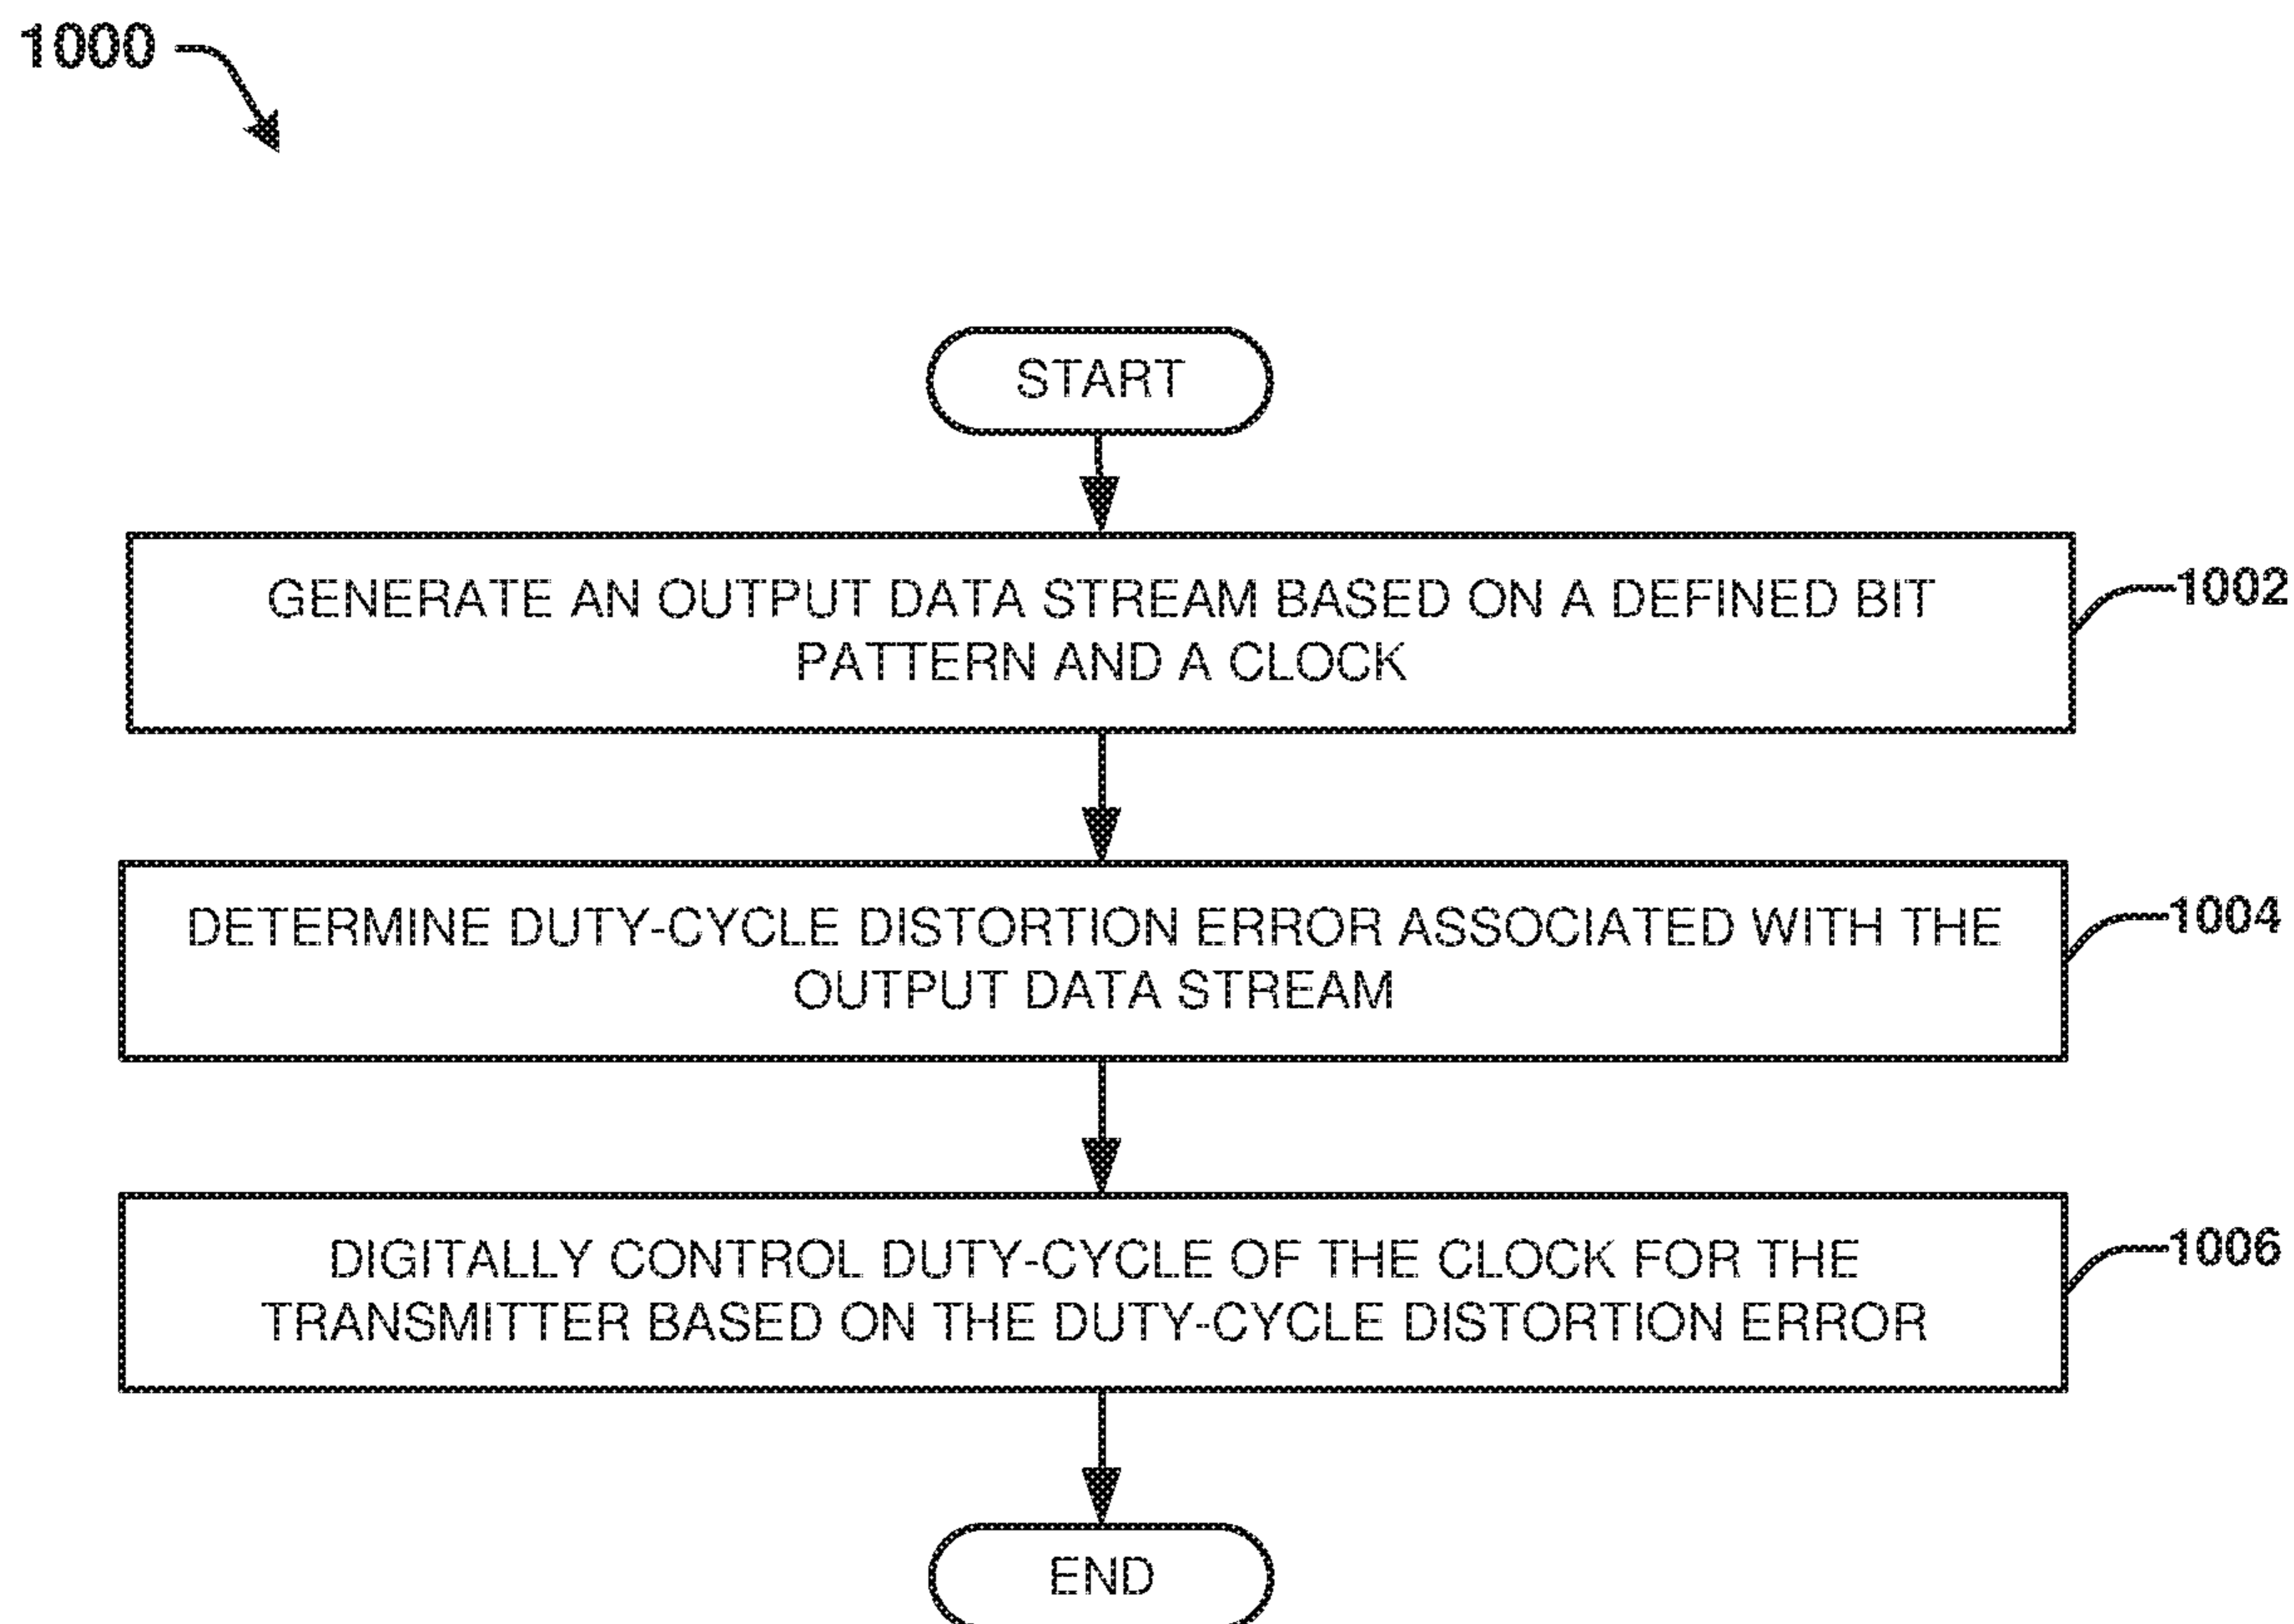 1000
START
GENERATE AN OUTPUT DATA STREAM BASED ON A DEFINED BIT
PATTERN AND A CLOCK
1002
DETERMINE DUTY-CYCLE DISTORTION ERROR ASSOCIATED WITH THE
OUTPUT DATA STREAM
1004
DIGITALLY CONTROL DUTY-CYCLE OF THE CLOCK FOR THE
TRANSMITTER BASED ON THE DUTY-CYCLE DISTORTION ERROR
1006
END